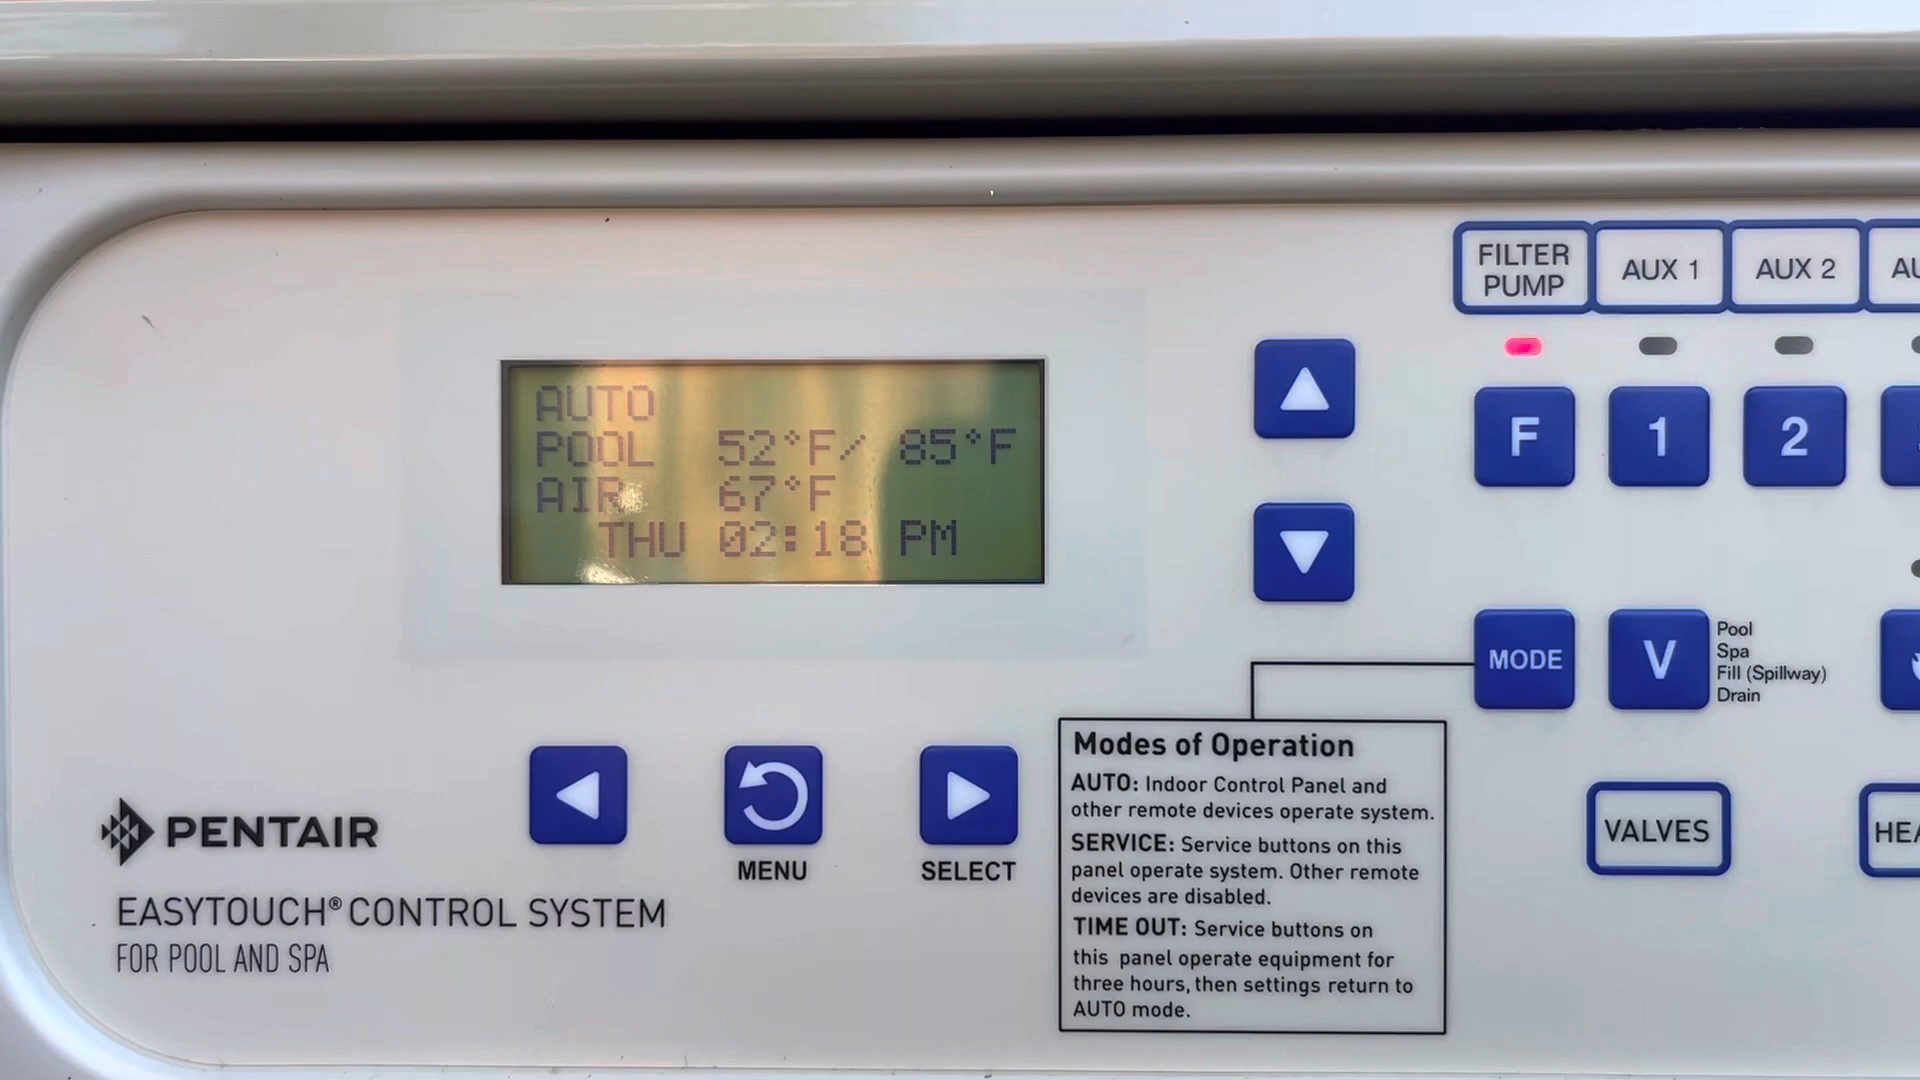 FILTER
PUMP
AUX 1
AUX 2
AUTO
POOL 52°F/ 85°F
AIR 67°F
THU 02:18 PM
F
1
2
MODE
V
Pool
Spa
Fill (Spillway)
Drain
MENU
SELECT
Modes of Operation
AUTO: Indoor Control Panel and
other remote devices operate system.
SERVICE: Service buttons on this
panel operate system. Other remote
devices are disabled.
TIME OUT: Service buttons on
this panel operate equipment for
three hours, then settings return to
AUTO mode.
VALVES
PENTAIR
EASYTOUCH® CONTROL SYSTEM
FOR POOL AND SPA